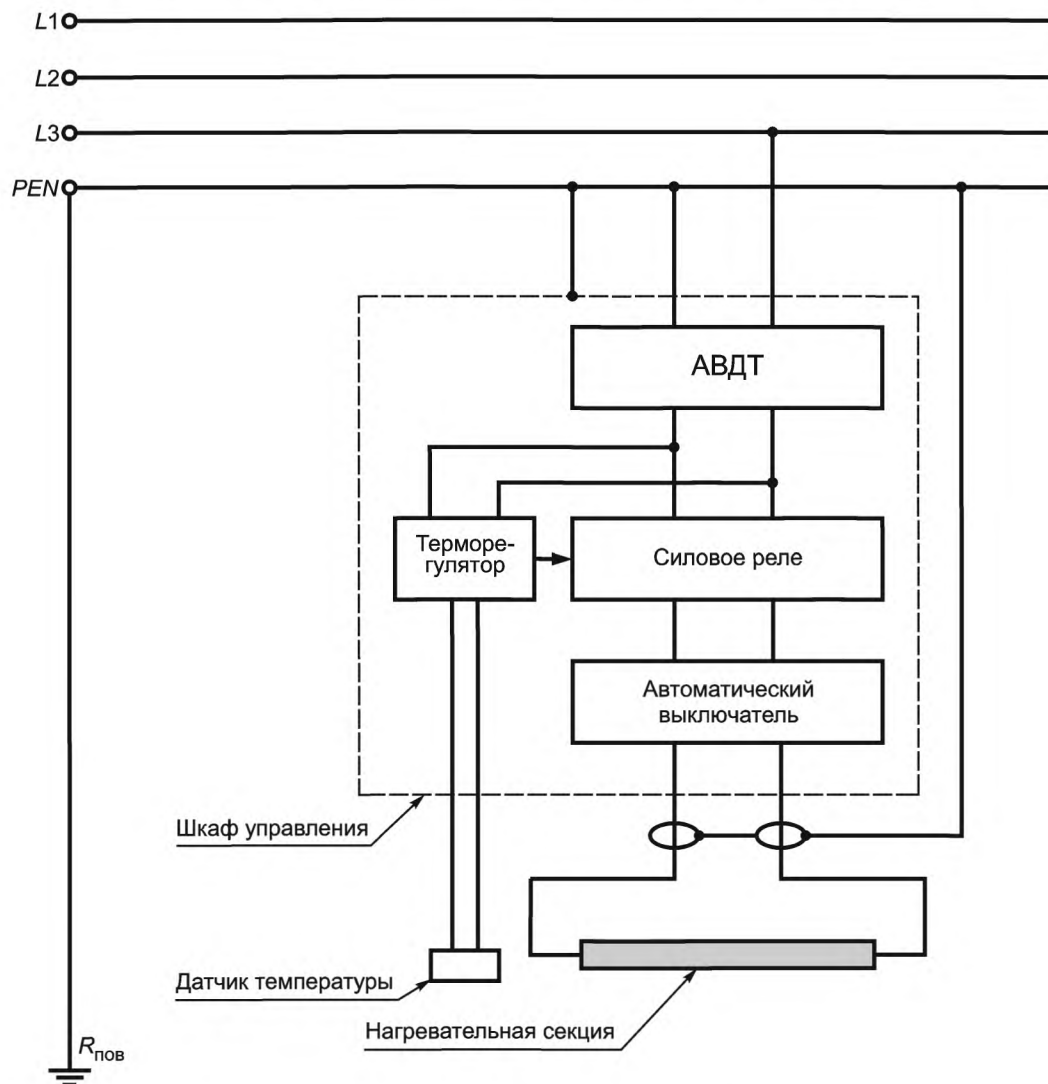 L1
L2
L3
PEN
АВДТ
Терморе-
гулятор
Силовое реле
Автоматический
выключатель
Шкаф управления
Датчик температуры
Нагревательная секция
Rпов